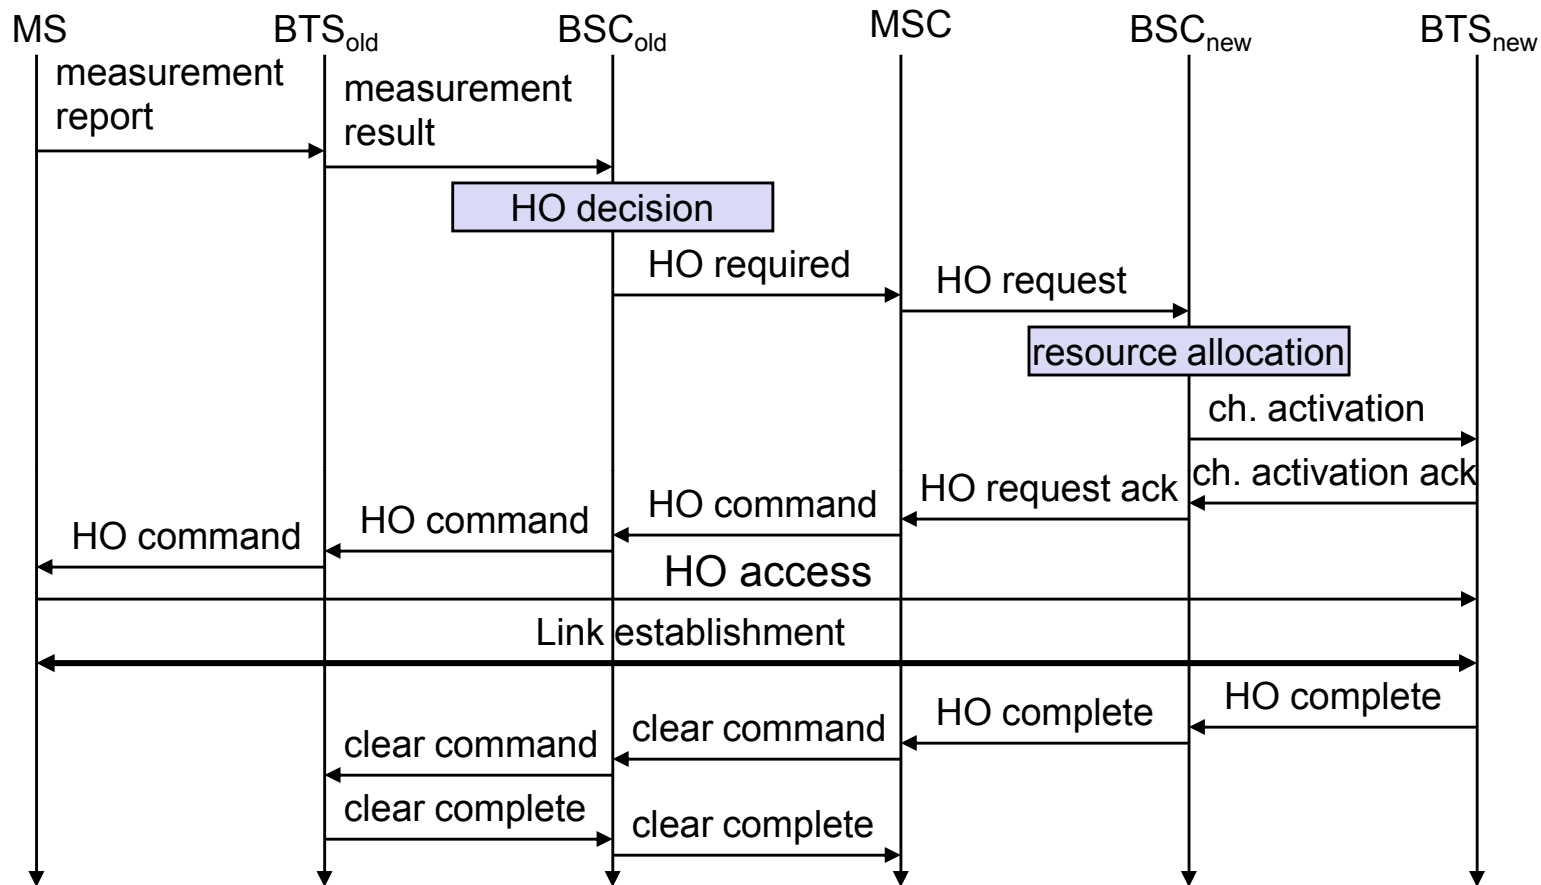 MS
BTSold
BSCold
MSC
BSCnew
BTSnew
measurement
report
measurement
result
HO decision
HO required
HO request
resource allocation
ch. activation
ch. activation ack
HO request ack
HO command
HO command
HO command
HO access
Link establishment
HO complete
HO complete
clear command
clear command
clear complete
clear complete